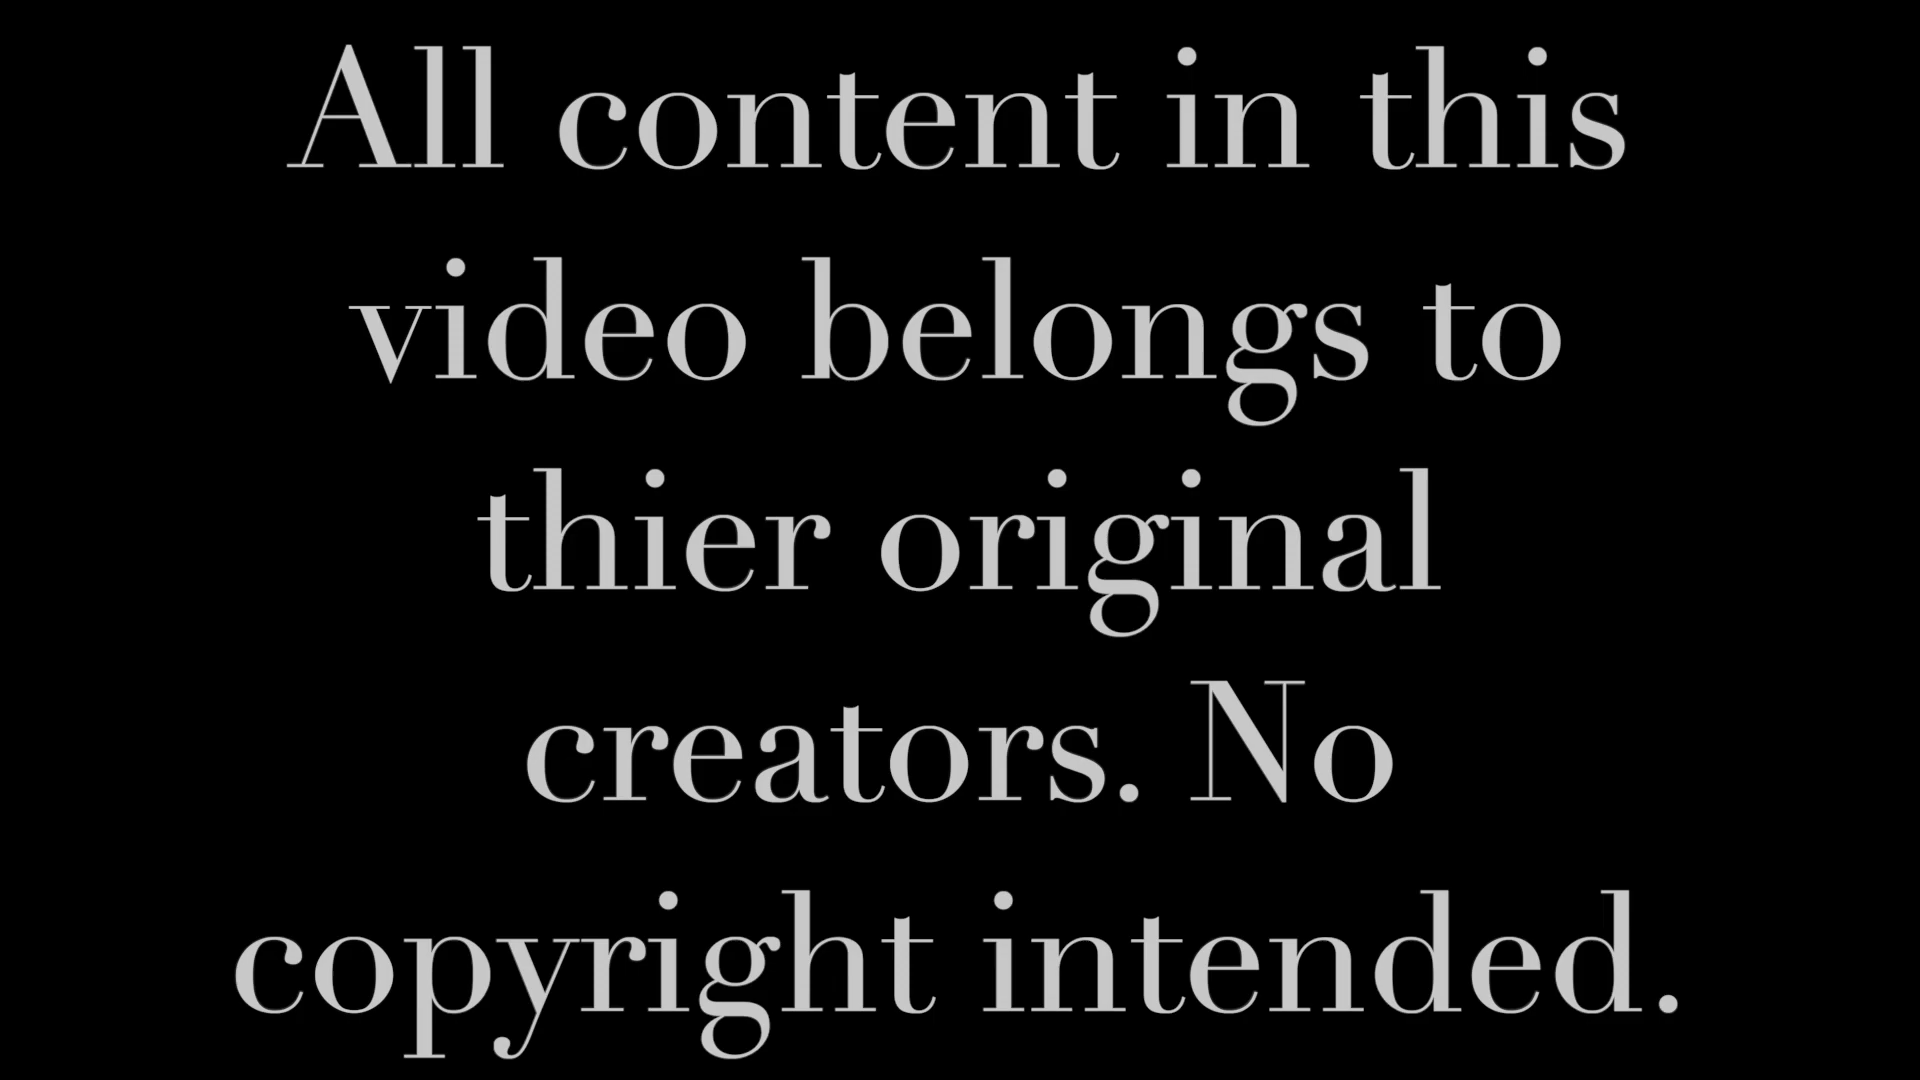 All content in this
video belongs to
thier original
creators. No
copyright intended.